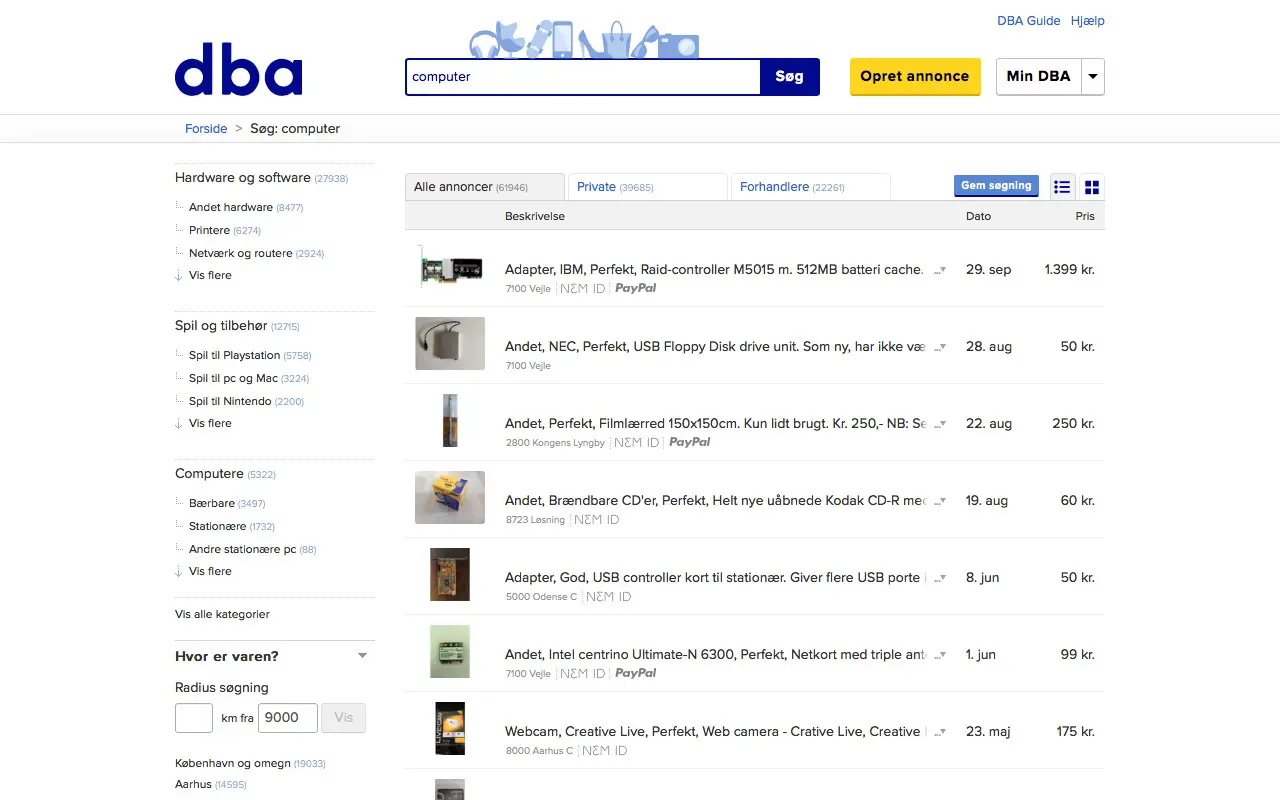 DBA Guide Hjælp
dba
computer Søg Opret annonce Min DBA
Forside > Søg: computer
Hardware og software (27938)
Andet hardware (8477)
Printere (6274)
Netværk og routere (2924)
Vis flere
Spil og tilbehør (12715)
Spil til Playstation (5758)
Spil til pc og Mac (3224)
Spil til Nintendo (2200)
Vis flere
Computere (5322)
Bærbare (3497)
Stationære (1732)
Andre stationære pc (88)
Vis flere
Vis alle kategorier
Hvor er varen?
Radius søgning
km fra 9000 Vis
København og omegn (19033)
Aarhus (14595)
Alle annoncer (61946) Private (39685) Forhandlere (22261) Gem søgning
Beskrivelse Dato Pris
Adapter, IBM, Perfekt, Raid-controller M5015 m. 512MB batteri cache. ... 29. sep 1.399 kr.
7100 Vejle NEM ID PayPal
Andet, NEC, Perfekt, USB Floppy Disk drive unit. Som ny, har ikke væ ... 28. aug 50 kr.
7100 Vejle
Andet, Perfekt, Filmlærred 150x150cm. Kun lidt brugt. Kr. 250,- NB: Se ... 22. aug 250 kr.
2800 Kongens Lyngby NEM ID PayPal
Andet, Brændbare CD'er, Perfekt, Helt nye uåbnede Kodak CD-R med ... 19. aug 60 kr.
8723 Løsning NEM ID
Adapter, God, USB controller kort til stationær. Giver flere USB porte ... 8. jun 50 kr.
5000 Odense C NEM ID
Andet, Intel centrino Ultimate-N 6300, Perfekt, Netkort med triple ant ... 1. jun 99 kr.
7100 Vejle NEM ID PayPal
Webcam, Creative Live, Perfekt, Web camera - Crative Live, Creative ... 23. maj 175 kr.
8000 Aarhus C NEM ID